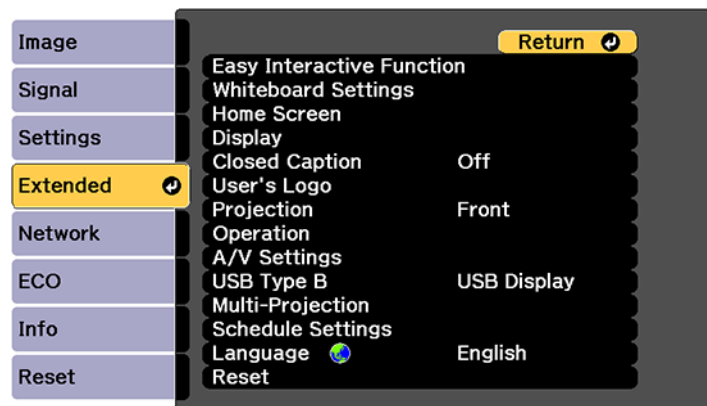 Image
Signal
Settings
Extended
Network
ECO
Info
Reset
Return
Easy Interactive Function
Whiteboard Settings
Home Screen
Display
Closed Caption Off
User's Logo
Projection Front
Operation
A/V Settings
USB Type B USB Display
Multi-Projection
Schedule Settings
Language English
Reset